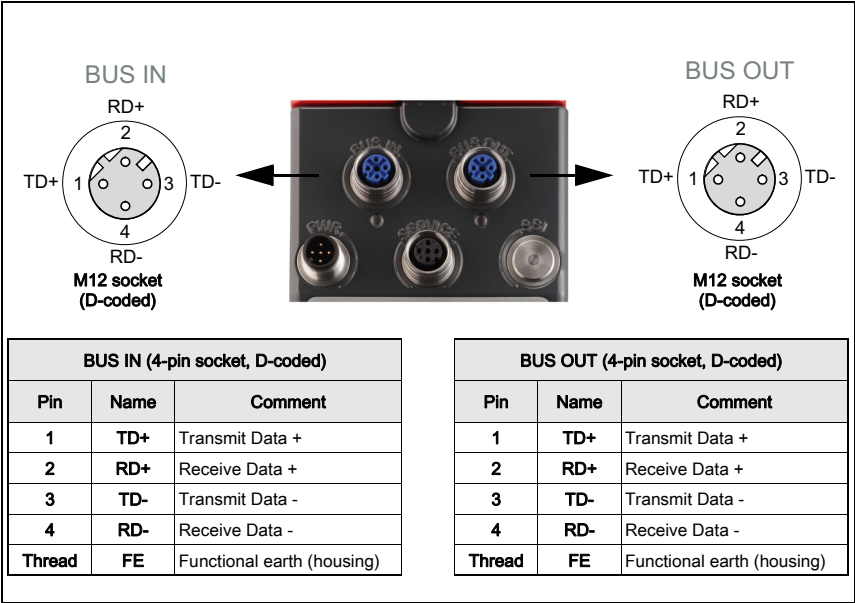 BUS IN
RD+
2
TD+ 1 3 TD-
4
RD-
M12 socket
(D-coded)
BUS IN
BUS OUT
PWR.
SERVICE
SSI
BUS OUT
RD+
2
TD+ 1 3 TD-
4
RD-
M12 socket
(D-coded)
BUS IN (4-pin socket, D-coded)
Pin Name Comment
1 TD+ Transmit Data +
2 RD+ Receive Data +
3 TD- Transmit Data -
4 RD- Receive Data -
Thread FE Functional earth (housing)
BUS OUT (4-pin socket, D-coded)
Pin Name Comment
1 TD+ Transmit Data +
2 RD+ Receive Data +
3 TD- Transmit Data -
4 RD- Receive Data -
Thread FE Functional earth (housing)